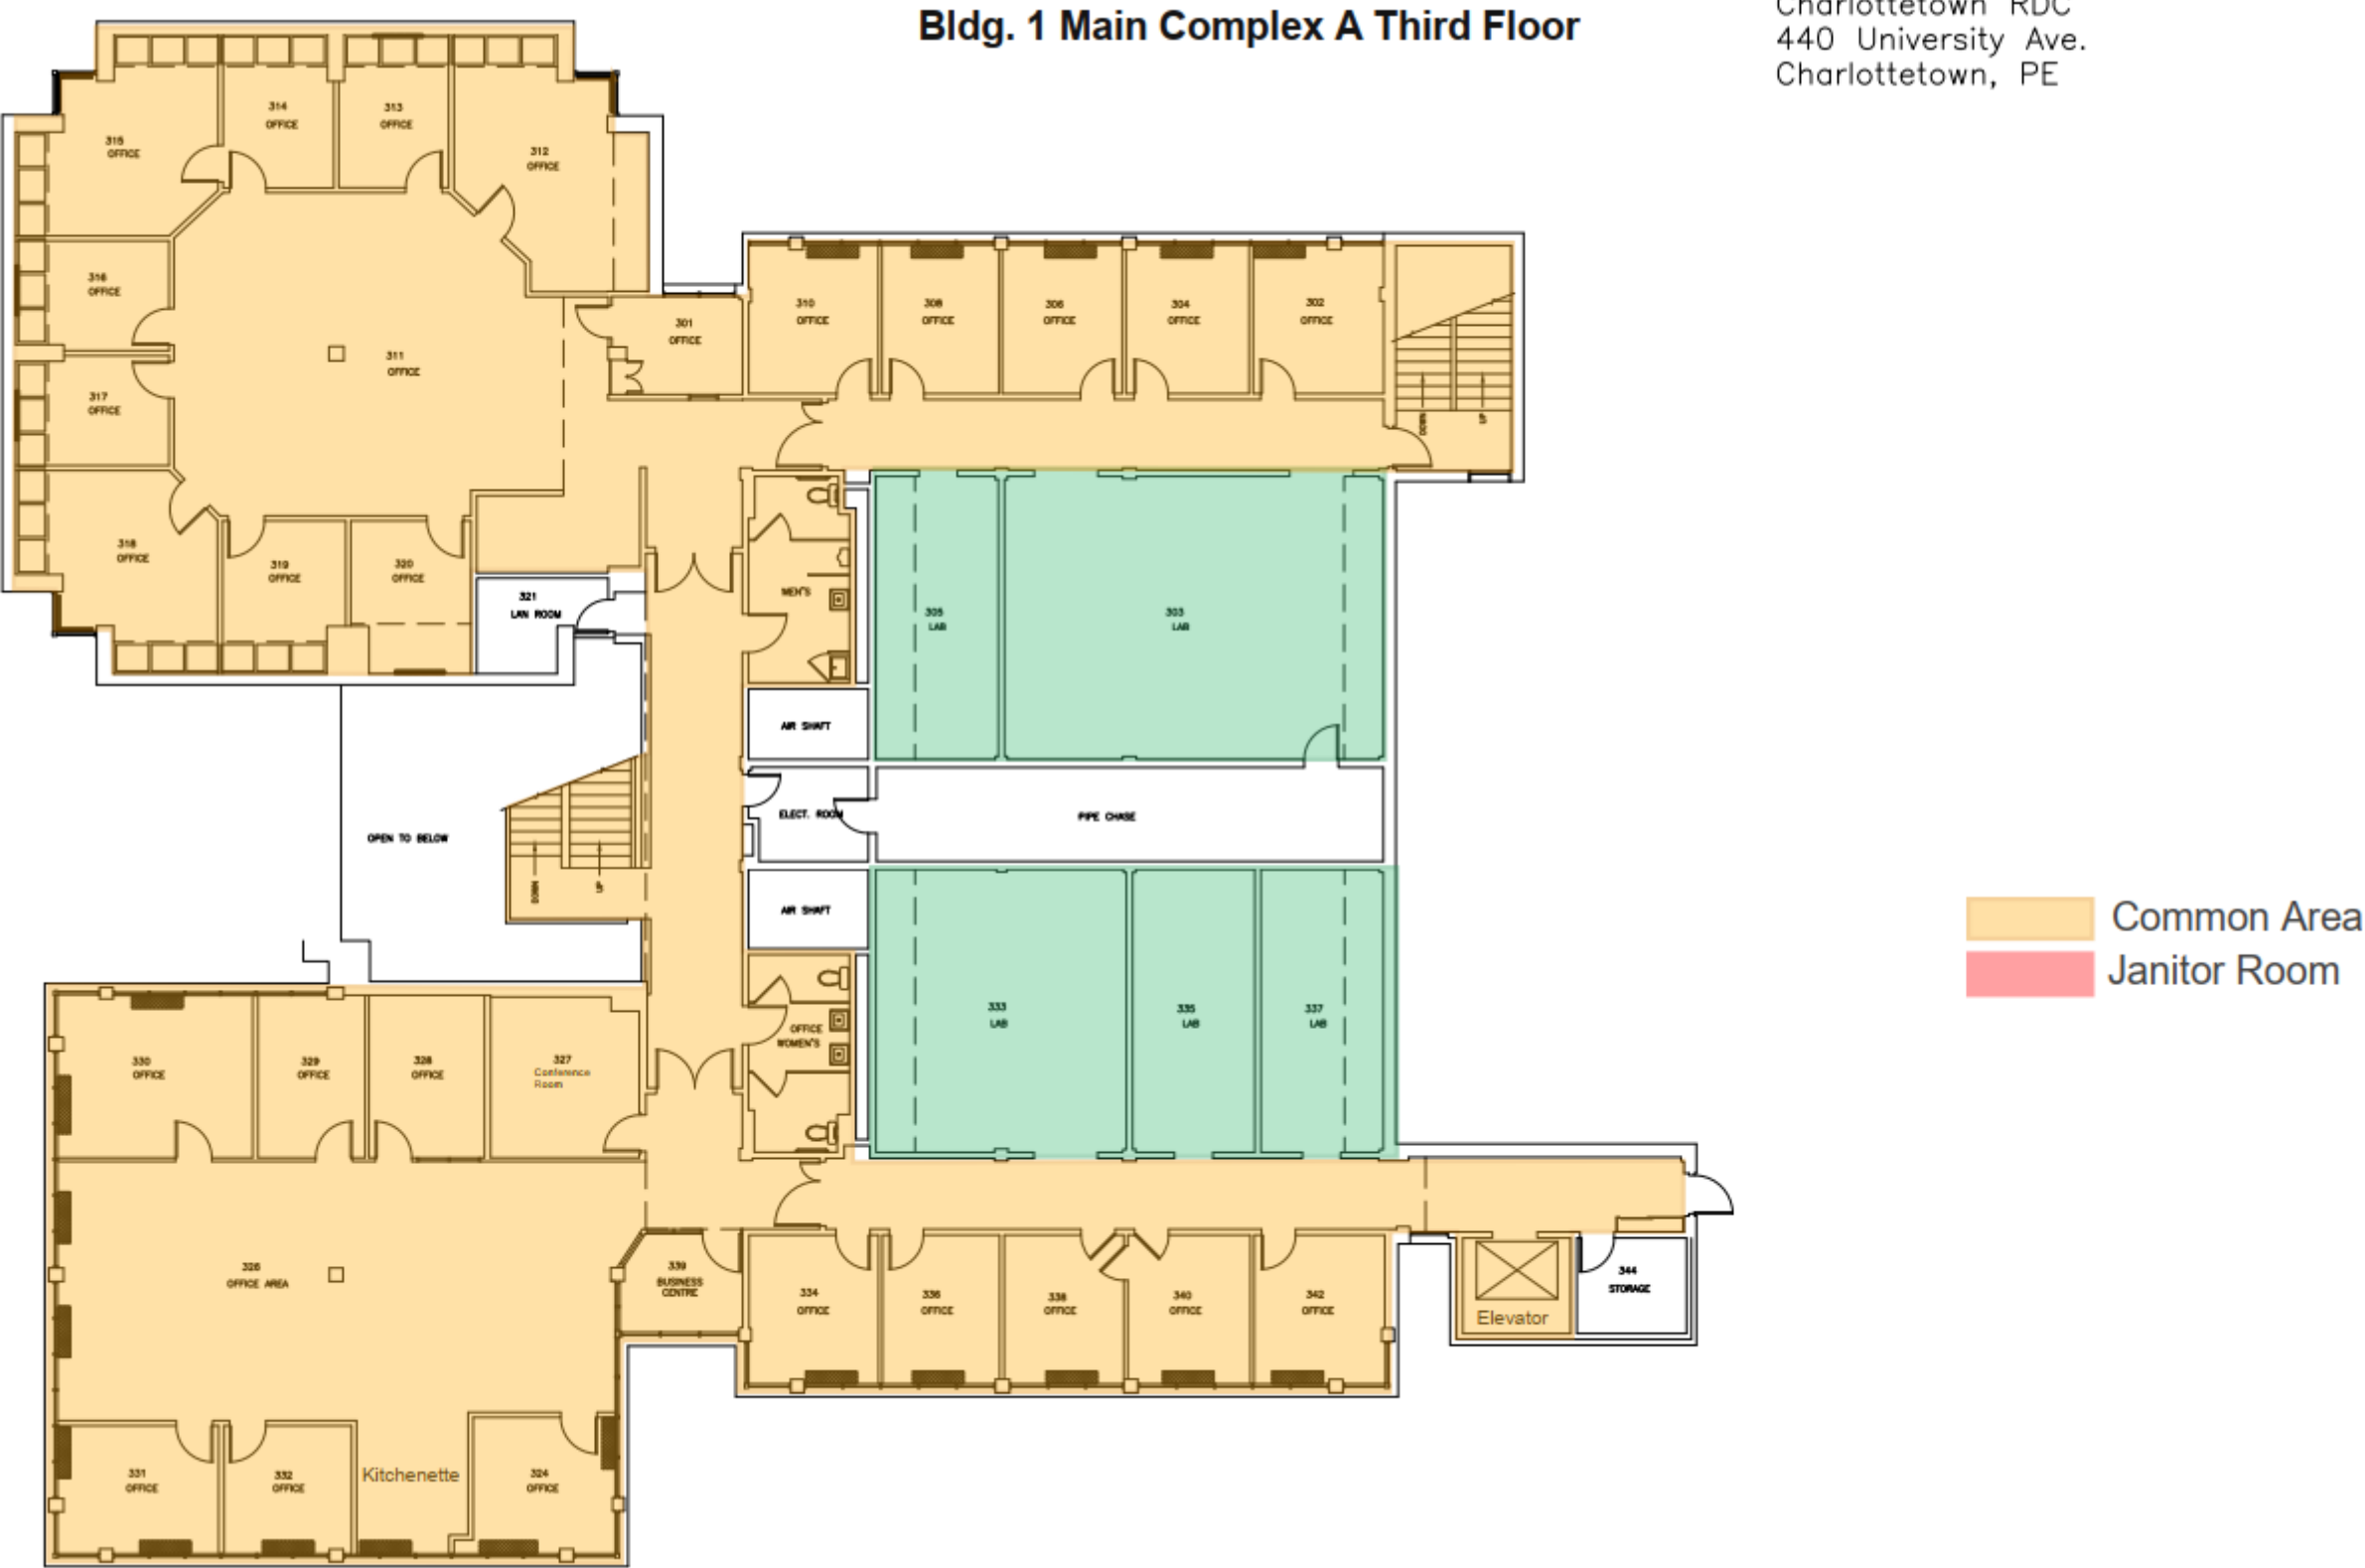 Bldg. 1 Main Complex A Third Floor
Charlottetown RDC
440 University Ave.
Charlottetown, PE
315
OFFICE
314
OFFICE
313
OFFICE
312
OFFICE
316
OFFICE
317
OFFICE
311
OFFICE
301
OFFICE
310
OFFICE
308
OFFICE
306
OFFICE
304
OFFICE
302
OFFICE
DOWN
UP
318
OFFICE
319
OFFICE
320
OFFICE
321
LAN ROOM
MEN'S
305
LAB
303
LAB
AIR SHAFT
ELECT. ROOM
PIPE CHASE
OPEN TO BELOW
DOWN
UP
AIR SHAFT
333
LAB
335
LAB
337
LAB
OFFICE
WOMEN'S
Common Area
Janitor Room
330
OFFICE
329
OFFICE
328
OFFICE
327
Conference
Room
326
OFFICE AREA
339
BUSINESS
CENTRE
334
OFFICE
336
OFFICE
338
OFFICE
340
OFFICE
342
OFFICE
Elevator
344
STORAGE
331
OFFICE
332
OFFICE
Kitchenette
324
OFFICE